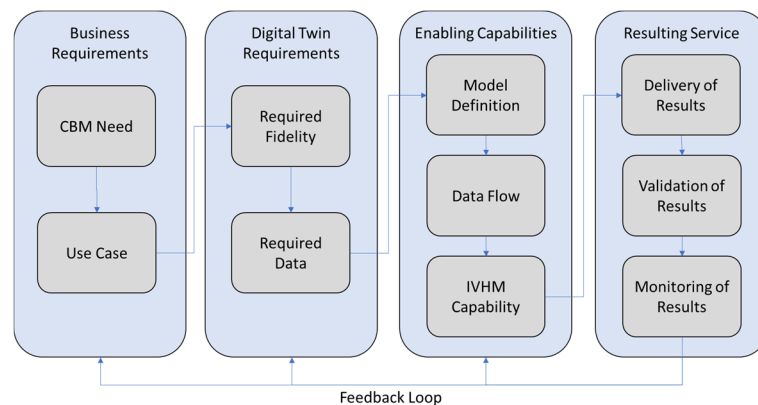 Business
Requirements
CBM Need
Use Case
Digital Twin
Requirements
Required
Fidelity
Required
Data
Enabling Capabilities
Model
Definition
Data Flow
IVHM
Capability
Resulting Service
Delivery of
Results
Validation of
Results
Monitoring of
Results
Feedback Loop